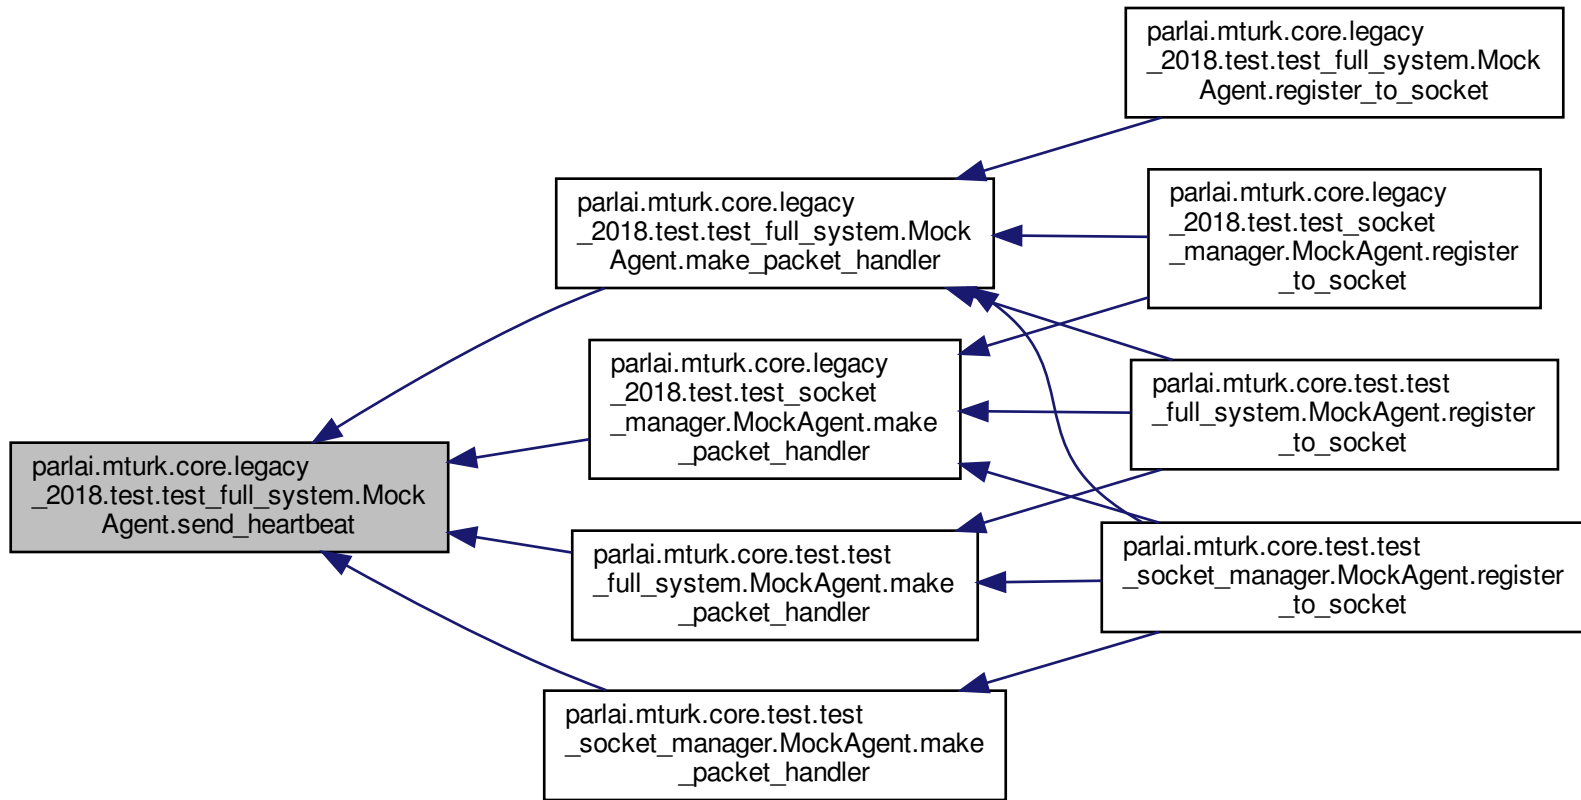 parlai.mturk.core.legacy
_2018.test.test_full_system.Mock
Agent.send_heartbeat
parlai.mturk.core.legacy
_2018.test.test_full_system.Mock
Agent.make_packet_handler
parlai.mturk.core.legacy
_2018.test.test_socket
_manager.MockAgent.make
_packet_handler
parlai.mturk.core.test.test
_full_system.MockAgent.make
_packet_handler
parlai.mturk.core.test.test
_socket_manager.MockAgent.make
_packet_handler
parlai.mturk.core.legacy
_2018.test.test_full_system.Mock
Agent.register_to_socket
parlai.mturk.core.legacy
_2018.test.test_socket
_manager.MockAgent.register
_to_socket
parlai.mturk.core.test.test
_full_system.MockAgent.register
_to_socket
parlai.mturk.core.test.test
_socket_manager.MockAgent.register
_to_socket